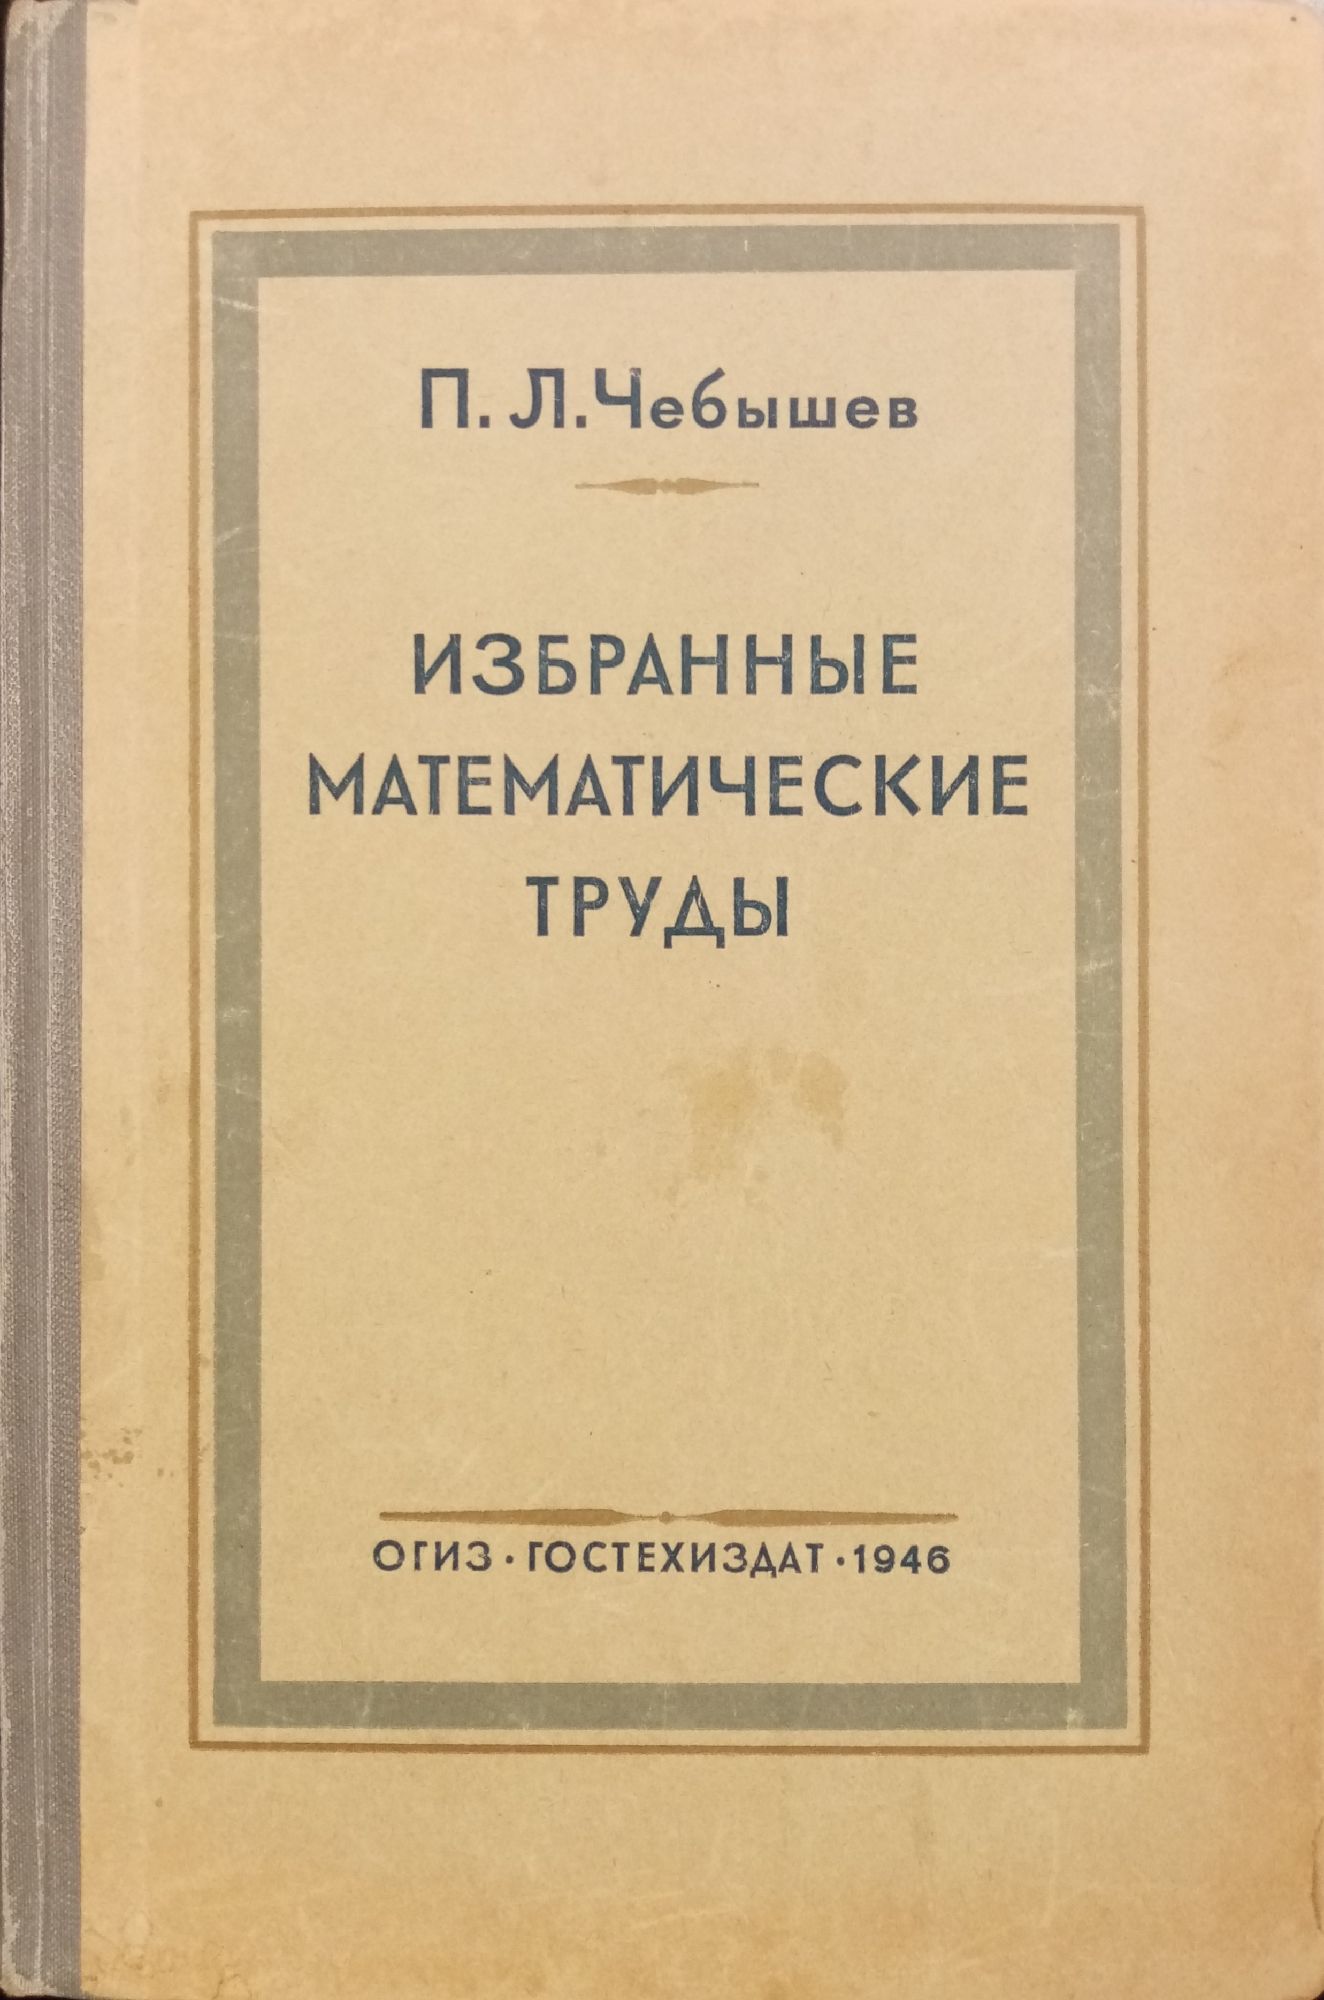 П. Л. Чебышев
ИЗБРАННЫЕ
МАТЕМАТИЧЕСКИЕ
ТРУДЫ
ОГИЗ · ГОСТЕХИЗДАТ · 1946